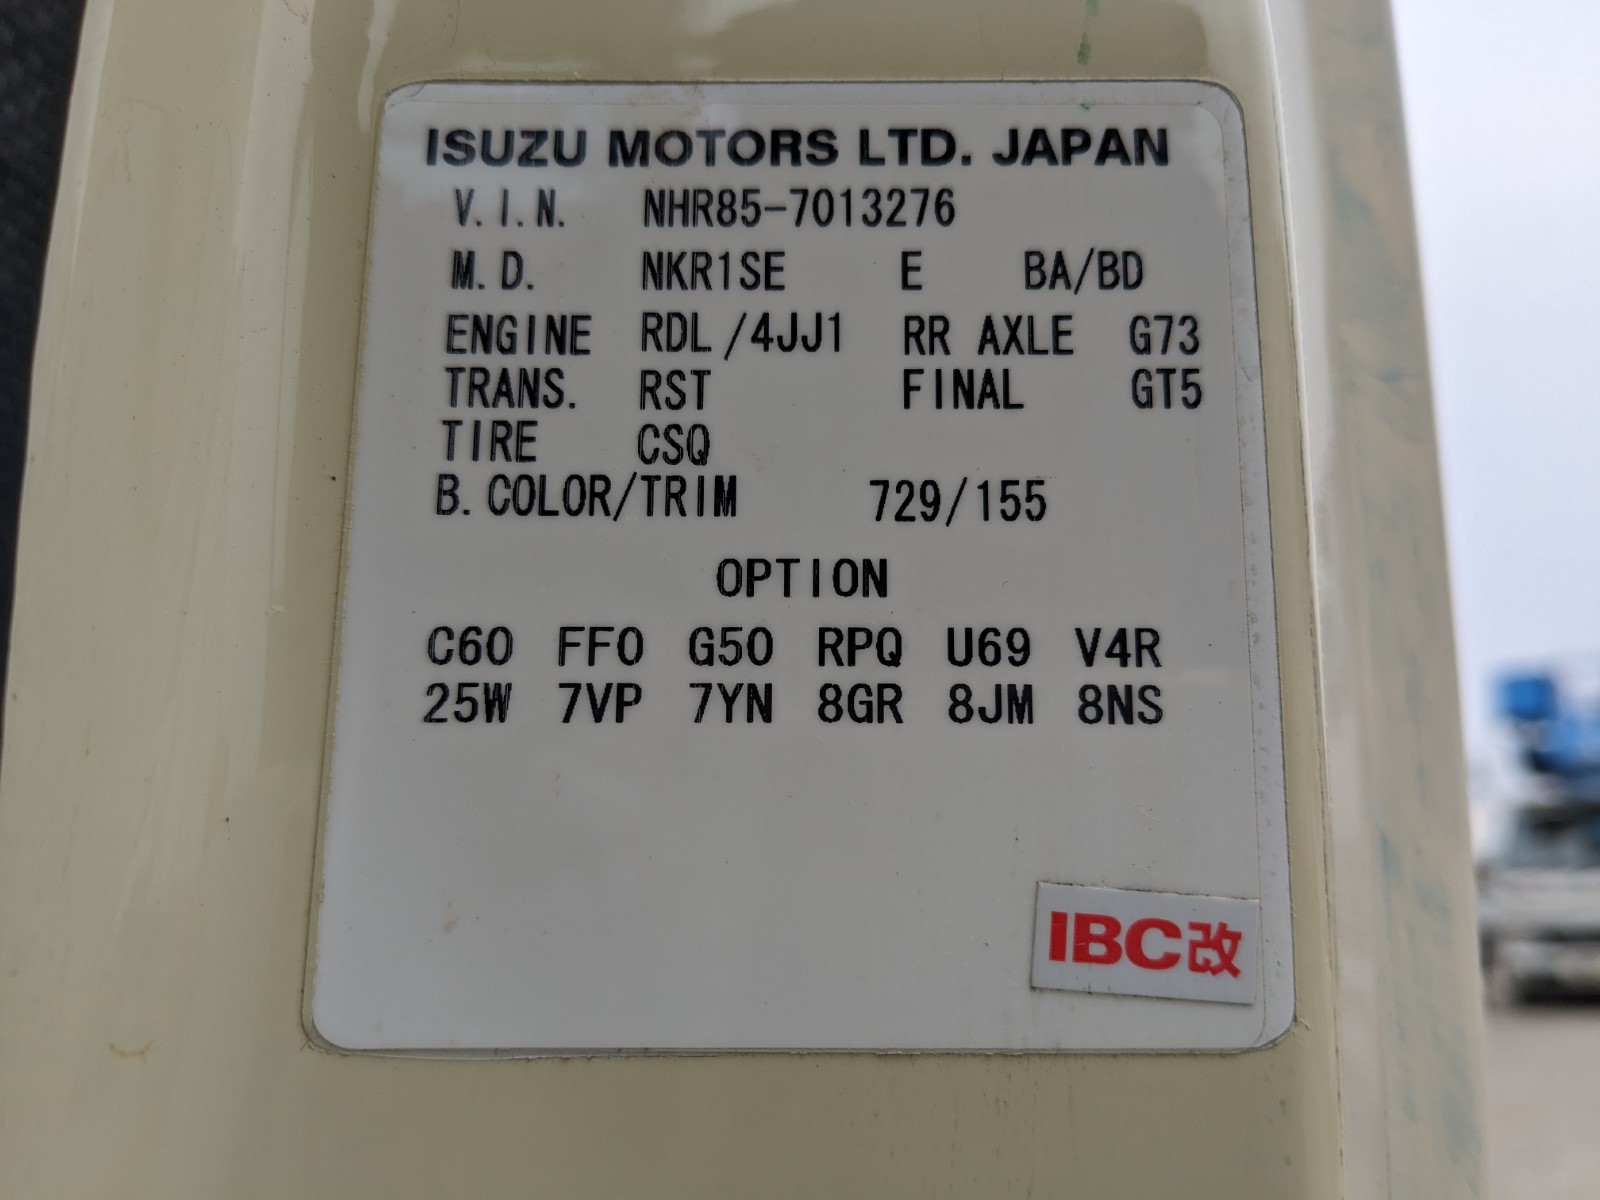 ISUZU MOTORS LTD. JAPAN
V.I.N. NHR85-7013276
M.D. NKR1SE E BA/BD
ENGINE RDL/4JJ1 RR AXLE G73
TRANS. RST FINAL GT5
TIRE CSQ
B.COLOR/TRIM 729/155
OPTION
C60 FF0 G50 RPQ U69 V4R
25W 7VP 7YN 8GR 8JM 8NS
IBC改